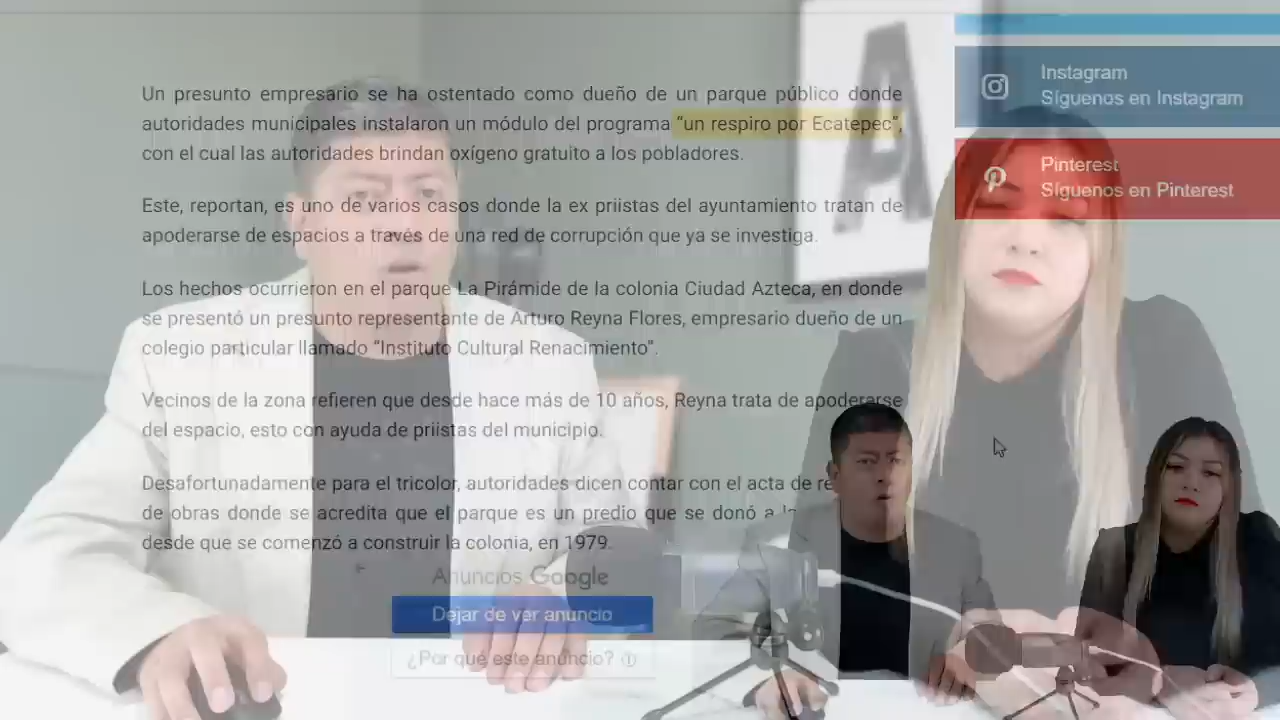 Un presunto empresario se ha ostentado como dueño de un parque público donde
autoridades municipales instalaron un módulo del programa “un respiro por Ecatepec”,
con el cual las autoridades brindan oxígeno gratuito a los pobladores.
Este, reportan, es uno de varios casos donde la ex priistas del ayuntamiento tratan de
apoderarse de espacios a través de una red de corrupción que ya se investiga.
Los hechos ocurrieron en el parque La Pirámide de la colonia Ciudad Azteca, en donde
se presentó un presunto representante de Arturo Reyna Flores, empresario dueño de un
colegio particular llamado “Instituto Cultural Renacimiento”.
Vecinos de la zona refieren que desde hace más de 10 años, Reyna trata de apoderarse
del espacio, esto con ayuda de priistas del municipio.
Desafortunadamente para el tricolor, autoridades dicen contar con el acta de
de obras donde se acredita que el parque es un predio que se donó a
desde que se comenzó a construir la colonia, en 1979.
Anuncios Google
Dejar de ver anuncio
¿Por qué este anuncio?
A
Instagram
Síguenos en Instagram
Pinterest
Síguenos en Pinterest